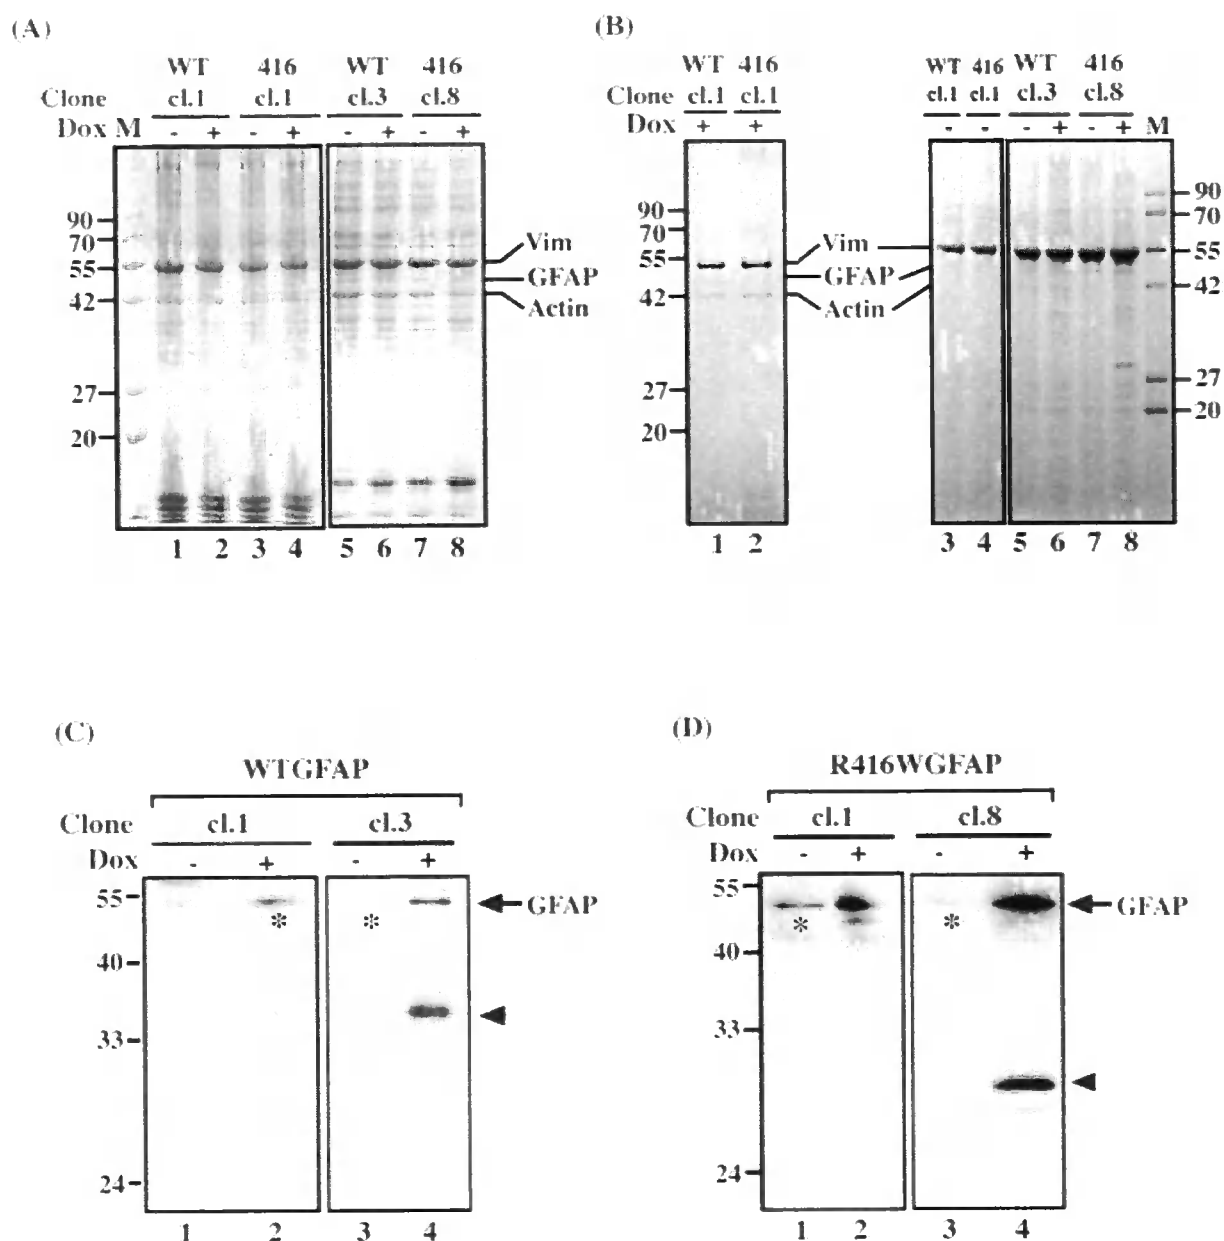 (A)
WT 416 WT 416
Clone cl.1 cl.1 cl.3 cl.8
Dox M - + - + - + - +
90
70
55
42
27
20
Vim
GFAP
Actin
1 2 3 4 5 6 7 8
(B)
WT 416 WT 416 WT 416
Clone cl.1 cl.1 cl.1 cl.1 cl.3 cl.8
Dox + + - - - + - + M
90
70
55
42
27
20
Vim
GFAP
Actin
90
70
55
42
27
20
1 2 3 4 5 6 7 8
(C)
WTGFAP
Clone cl.1 cl.3
Dox - + - +
55
40
33
24
GFAP
* *
1 2 3 4
(D)
R416WGFAP
Clone cl.1 cl.8
Dox - + - +
55
40
33
24
GFAP
* *
1 2 3 4